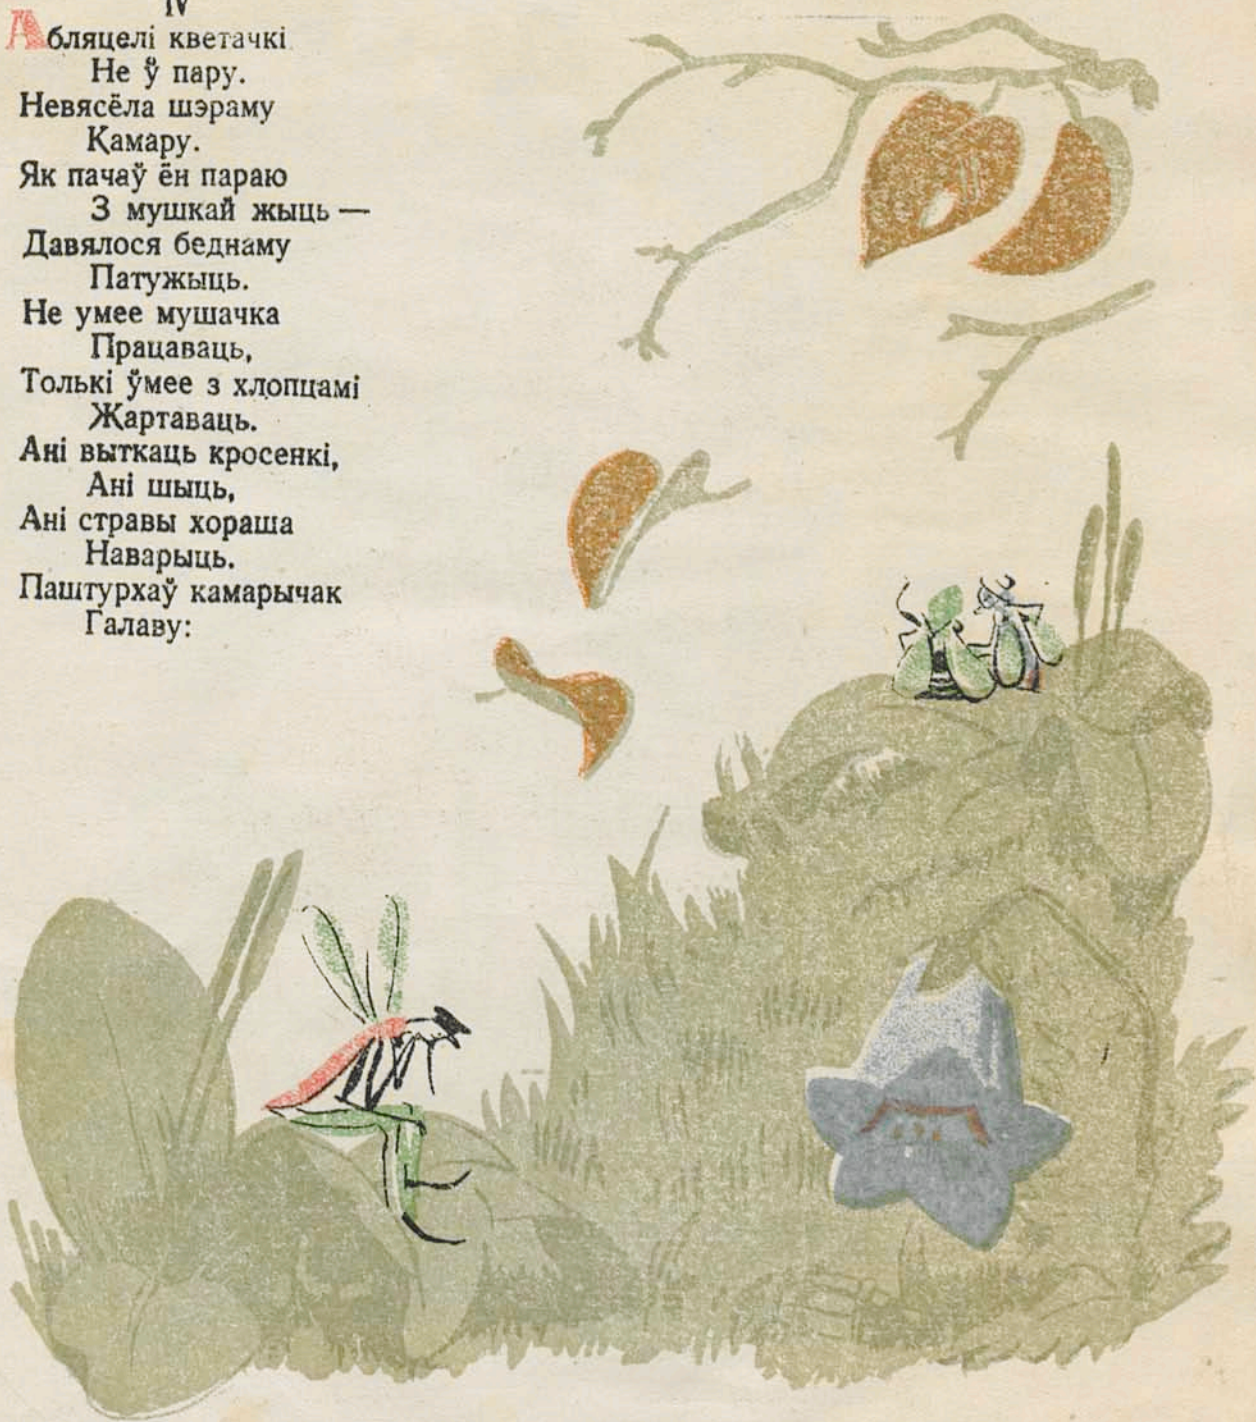 IV
Абляцелі кветачкі
Не ў пару.
Невясёла шэраму
Камару.
Як пачаў ён параю
З мушкай жыць —
Давялося беднаму
Патужыць.
Не умее мушачка
Працаваць,
Толькі ўмее з хлопцамі
Жартаваць.
Ані выткаць кросенкі,
Ані шыць,
Ані стравы хораша
Наварыць.
Паштурхаў камарычак
Галаву: